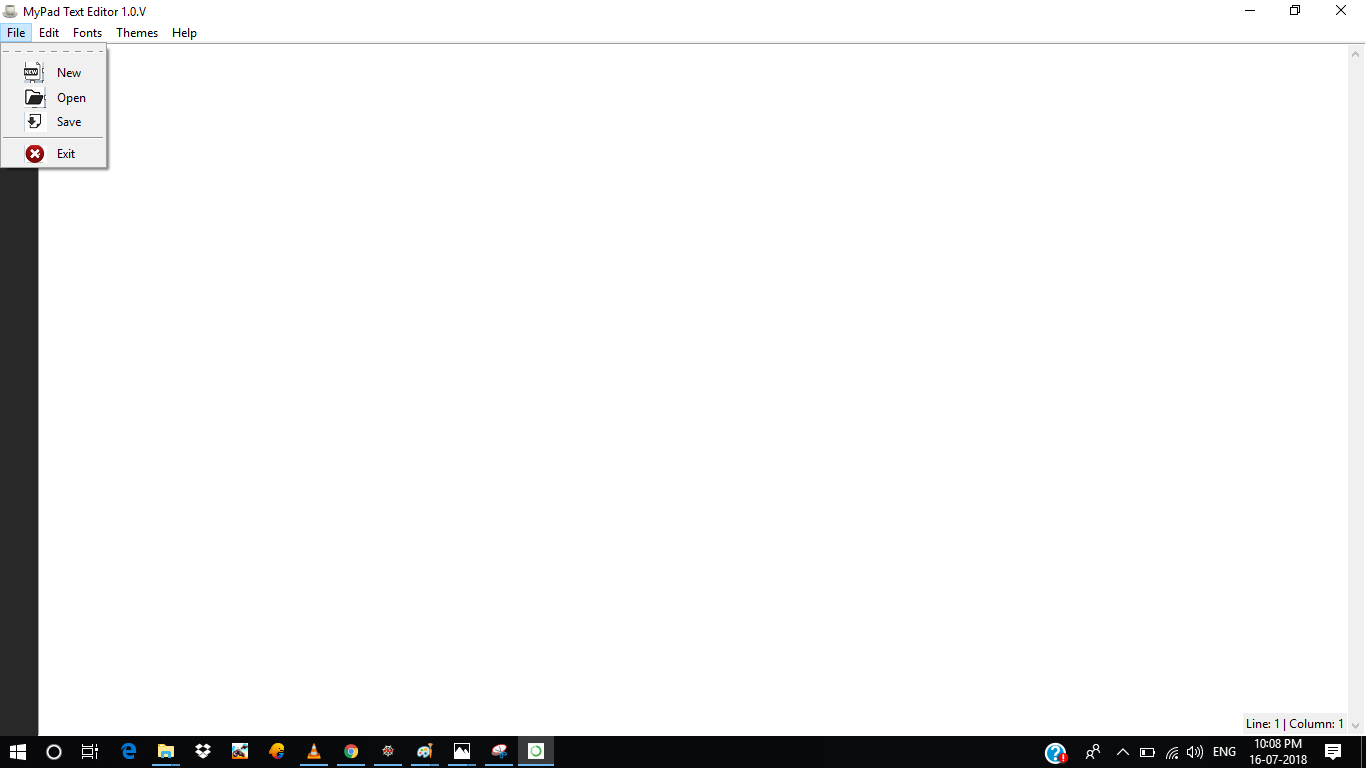 MyPad Text Editor 1.0.V
File Edit Fonts Themes Help
NEW New
Open
Save
Exit
Line: 1 | Column: 1
ENG
10:08 PM
16-07-2018